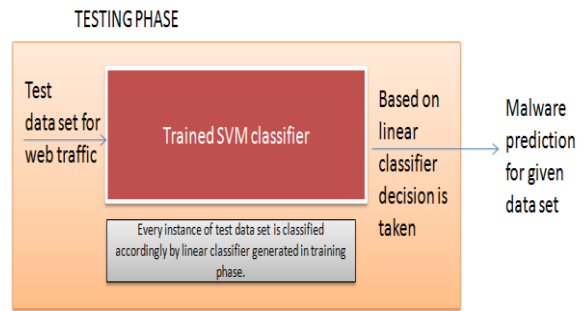 TESTING PHASE
Test
data set for
web traffic
Trained SVM classifier
Based on
linear
classifier
decision is
taken
Malware
prediction
for given
data set
Every instance of test data set is classified
accordingly by linear classifier generated in training
phase.